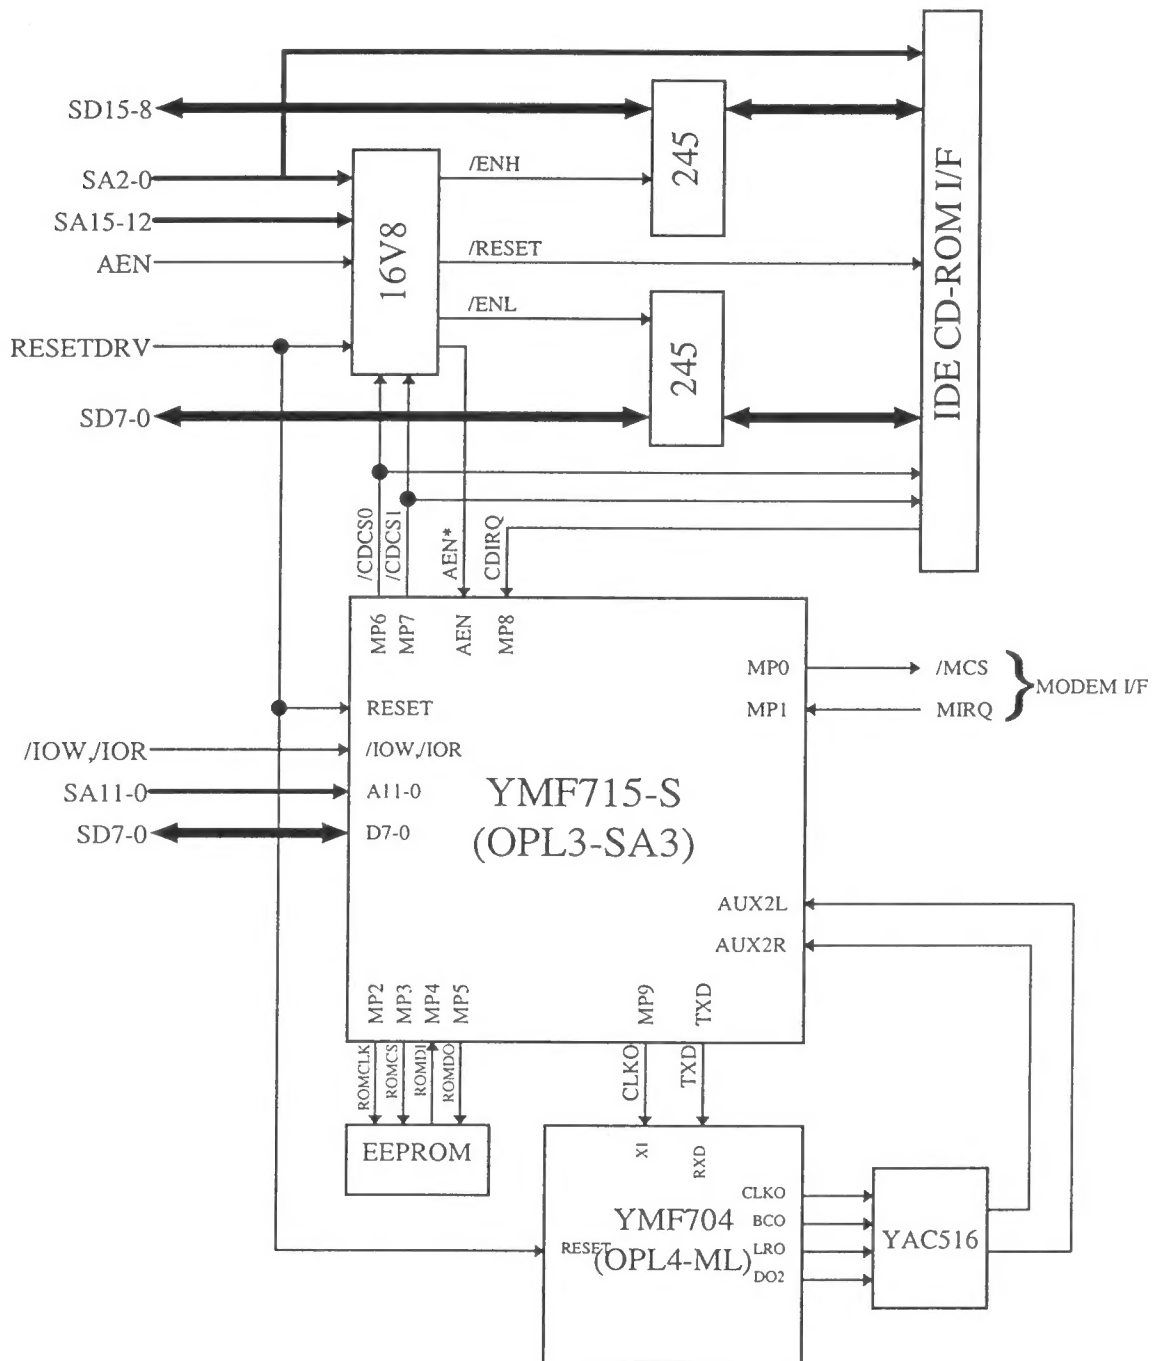 SD15-8
245
SA2-0
/ENH
SA15-12
16V8
AEN
/RESET
IDE CD-ROM I/F
/ENL
RESETDRV
245
SD7-0
/CDCS0
/CDCS1
AEN*
CDIRQ
MP6
MP7
AEN
MP8
MP0
/MCS
MODEM I/F
RESET
MP1
MIRQ
/IOW,/IOR
/IOW,/IOR
SA11-0
A11-0
YMF715-S
SD7-0
D7-0
(OPL3-SA3)
AUX2L
AUX2R
MP2
MP3
MP4
MP5
MP9
TXD
ROMCLK
ROMCS
ROMDI
ROMDO
CLKO
TXD
EEPROM
XI
RXD
CLKO
YMF704
BCO
RESET
(OPL4-ML)
LRO
YAC516
DO2